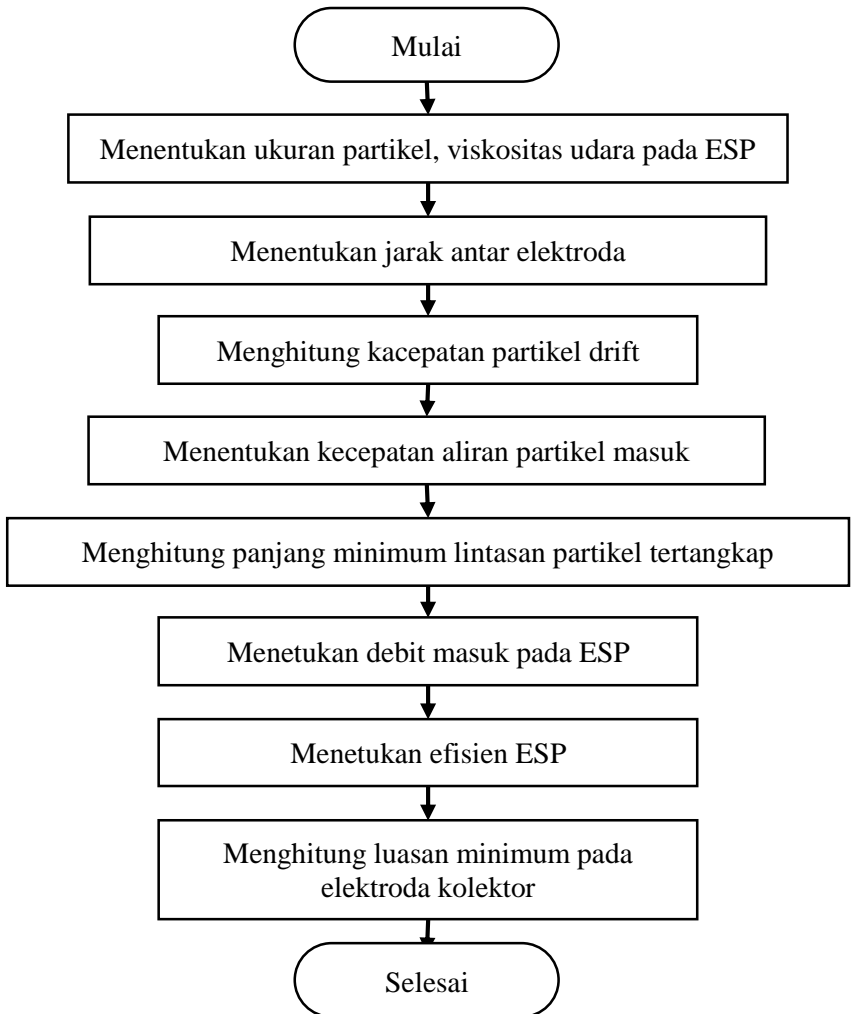 Mulai
Menentukan ukuran partikel, viskositas udara pada ESP
Menentukan jarak antar elektroda
Menghitung kacepatan partikel drift
Menentukan kecepatan aliran partikel masuk
Menghitung panjang minimum lintasan partikel tertangkap
Menetukan debit masuk pada ESP
Menetukan efisien ESP
Menghitung luasan minimum pada
elektroda kolektor
Selesai